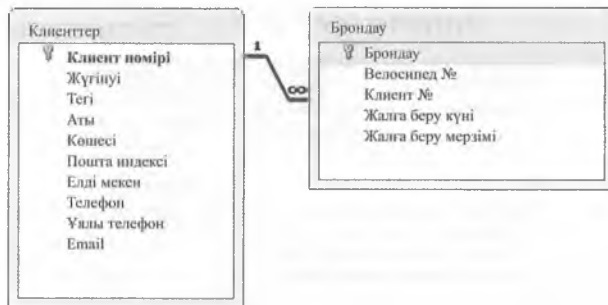 Клиенттер
Клиент нөмірі
Жүгінуі
Тегі
Аты
Көшесі
Пошта индексі
Елді мекен
Телефон
Ұялы телефон
Email
1
∞
Брондау
Брондау
Велосипед №
Клиент №
Жалға беру күні
Жалға беру мерзімі